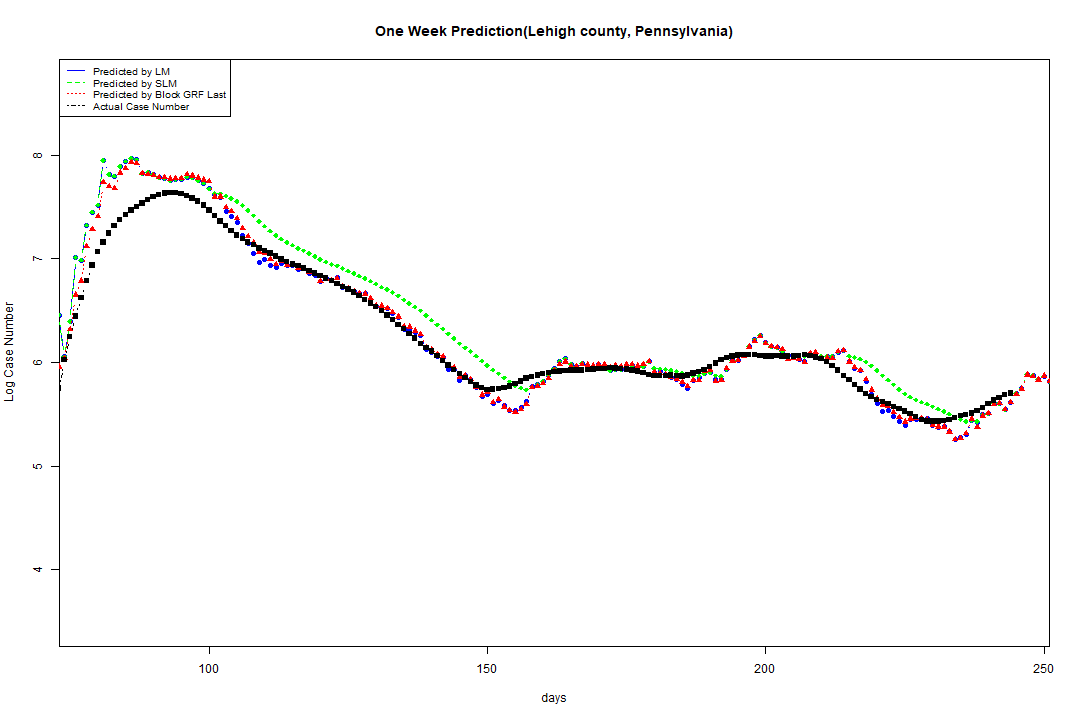 One Week Prediction(Lehigh county, Pennsylvania)
Predicted by LM
Predicted by SLM
Predicted by Block GRF Last
Actual Case Number
8
7
6
5
4
Log Case Number
100 150 200 250
days